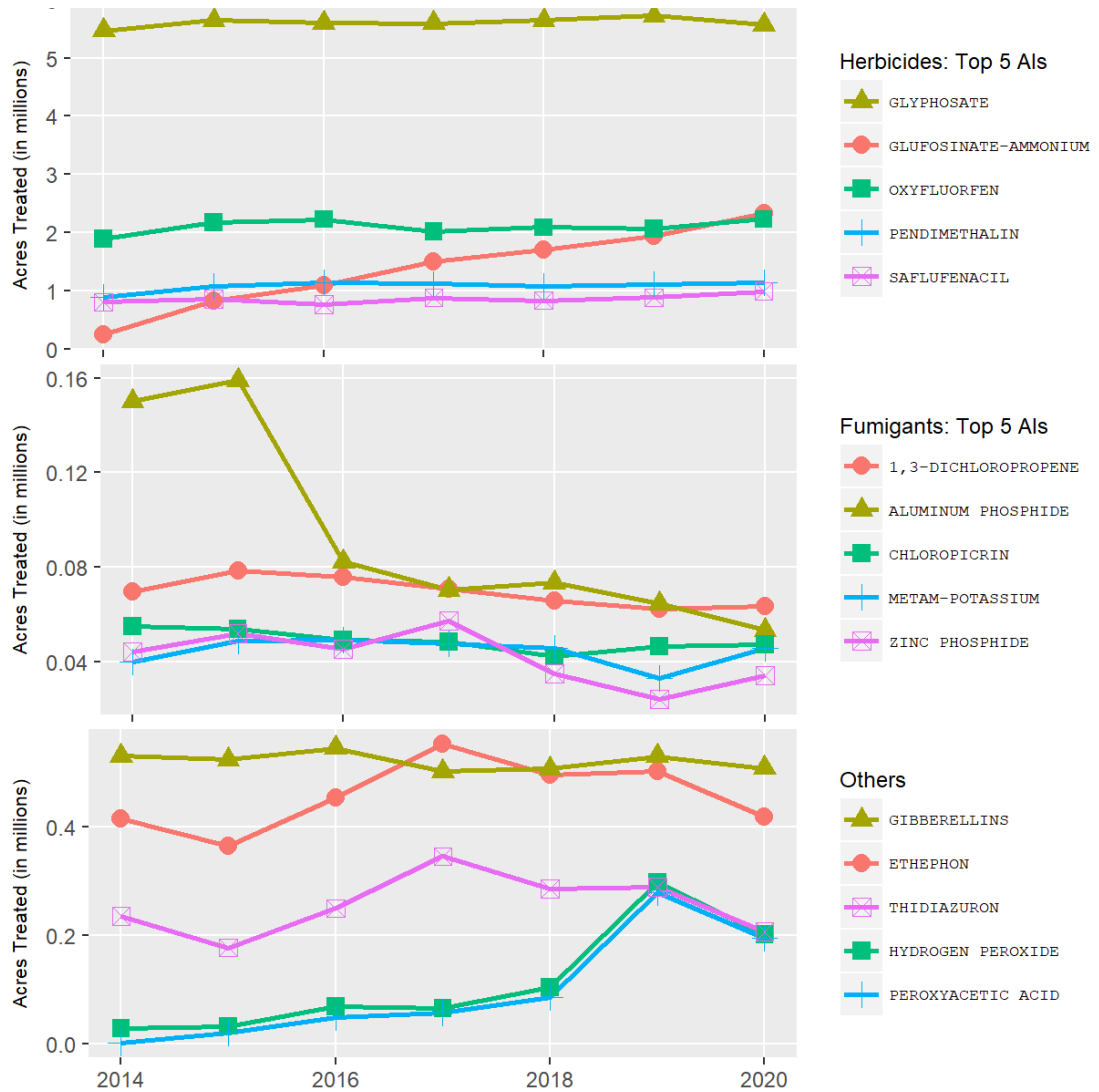 Acres Treated (in millions)
5
4
3
2
1
0
Herbicides: Top 5 AIs
GLYPHOSATE
GLUFOSINATE-AMMONIUM
OXYFLUORFEN
PENDIMETHALIN
SAFLUFENACIL
Acres Treated (in millions)
0.16
0.12
0.08
0.04
Fumigants: Top 5 AIs
1,3-DICHLOROPROPENE
ALUMINUM PHOSPHIDE
CHLOROPICRIN
METAM-POTASSIUM
ZINC PHOSPHIDE
Acres Treated (in millions)
0.4
0.2
0.0
2014 2016 2018 2020
Others
GIBBERELLINS
ETHEPHON
THIDIAZURON
HYDROGEN PEROXIDE
PEROXYACETIC ACID